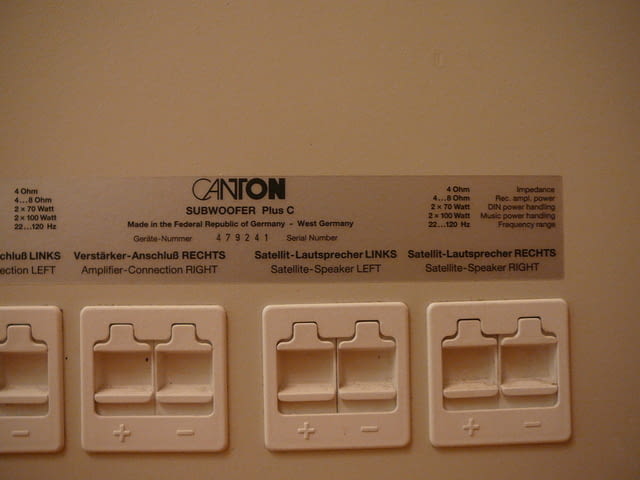 CANTON
SUBWOOFER Plus C
Made in the Federal Republic of Germany - West Germany
Geräte-Nummer 479241 Serial Number
4 Ohm
4...8 Ohm
2 x 70 Watt
2 x 100 Watt
22...120 Hz
4 Ohm Impedance
4...8 Ohm Rec. ampl. power
2 x 70 Watt DIN power handling
2 x 100 Watt Music power handling
22...120 Hz Frequency range
chluß LINKS Verstärker-Anschluß RECHTS Satellit-Lautsprecher LINKS Satellit-Lautsprecher RECHTS
ection LEFT Amplifier-Connection RIGHT Satellite-Speaker LEFT Satellite-Speaker RIGHT
− + − + − + −